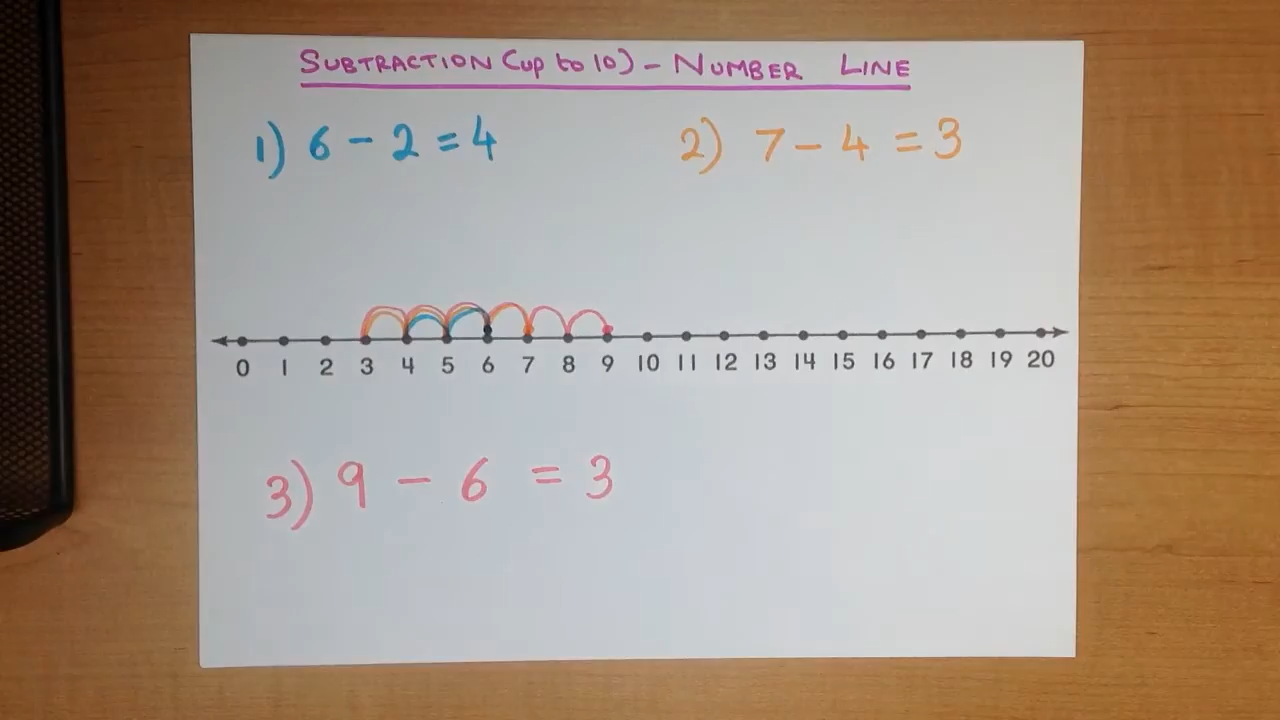 SUBTRACTION (up to 10) - NUMBER LINE
1) 6 - 2 = 4
2) 7 - 4 = 3
0 1 2 3 4 5 6 7 8 9 10 11 12 13 14 15 16 17 18 19 20
3) 9 - 6 = 3